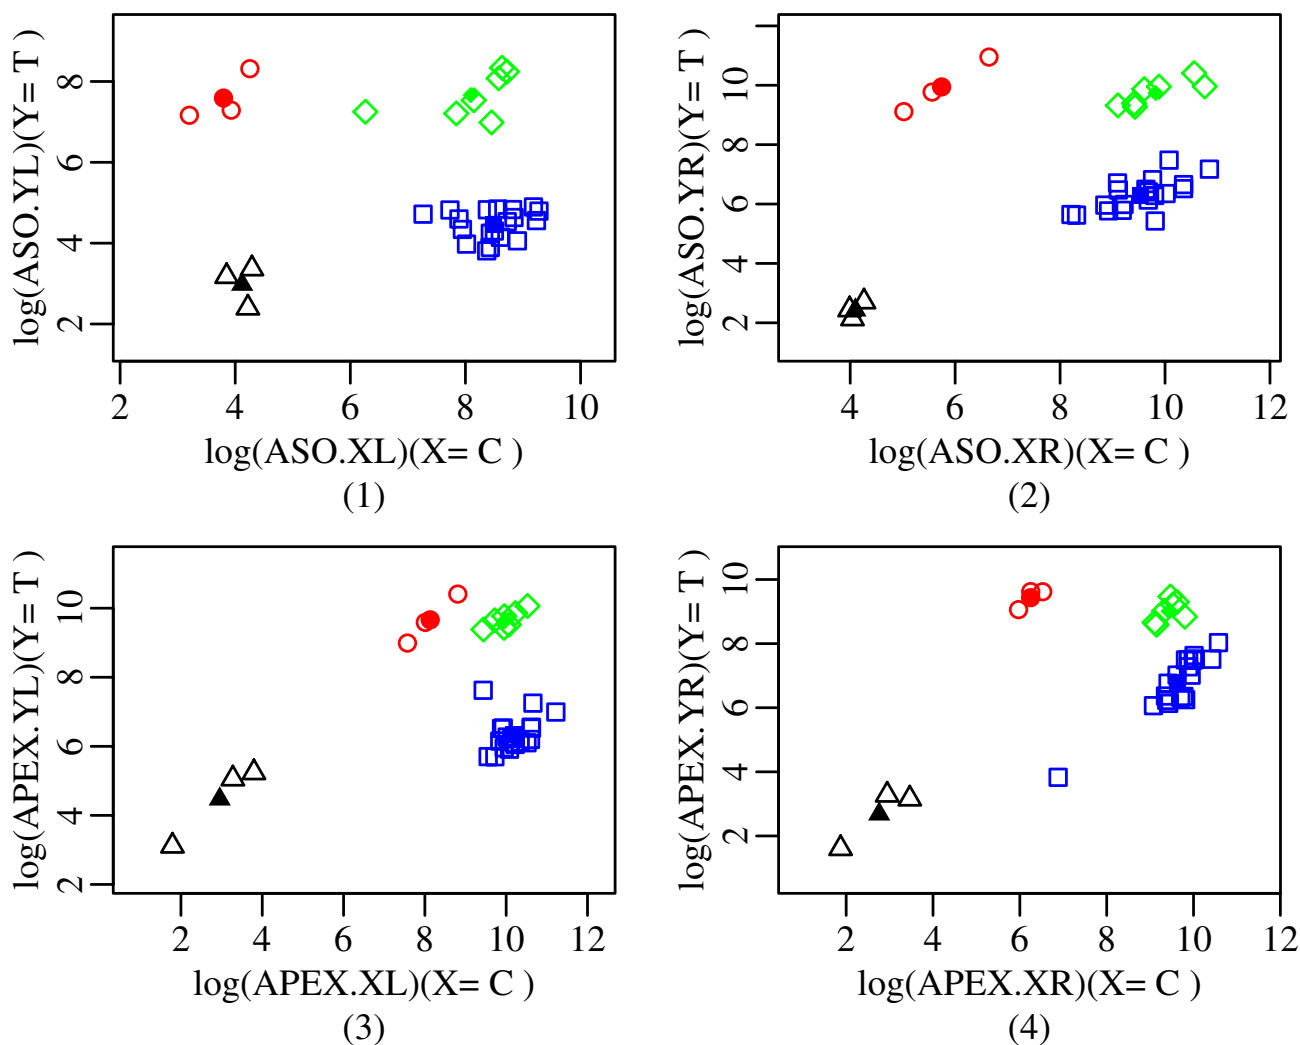 log(ASO.YL)(Y= T )
2 4 6 8
2 4 6 8 10
log(ASO.XL)(X= C )
(1)
log(ASO.YR)(Y= T )
2 4 6 8 10
4 6 8 10 12
log(ASO.XR)(X= C )
(2)
log(APEX.YL)(Y= T )
2 4 6 8 10
2 4 6 8 10 12
log(APEX.XL)(X= C )
(3)
log(APEX.YR)(Y= T )
2 4 6 8 10
2 4 6 8 10 12
log(APEX.XR)(X= C )
(4)